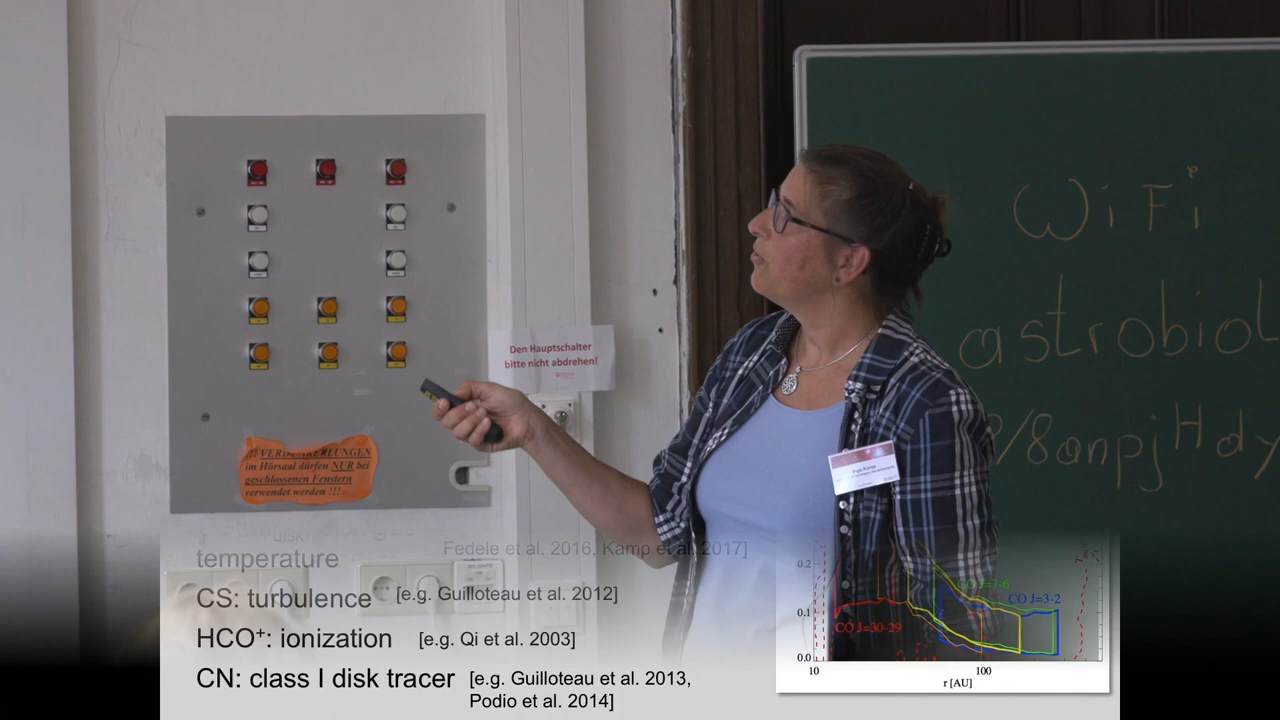 WiFi
astrobiol
Den Hauptschalter
bitte nicht abdrehen!
im Hörsaal dürfen NUR bei
geschlossenen Fenstern
verwendet werden !!!
Inga Kamp
disk
temperature
Fedele et al. 2016, Kamp et al. 2017]
CS: turbulence [e.g. Guilloteau et al. 2012]
HCO⁺: ionization [e.g. Qi et al. 2003]
CN: class I disk tracer [e.g. Guilloteau et al. 2013,
Podio et al. 2014]
0.2
CO J=7-6
CO J=3-2
0.1
CO J=30-29
0.0
10 100
r [AU]